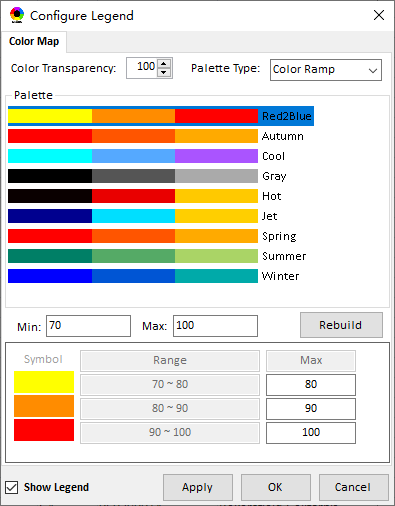 Configure Legend
Color Map
Color Transparency: 100 Palette Type: Color Ramp
Palette
Red2Blue
Autumn
Cool
Gray
Hot
Jet
Spring
Summer
Winter
Min: 70 Max: 100 Rebuild
Symbol Range Max
70 ~ 80 80
80 ~ 90 90
90 ~ 100 100
Show Legend Apply OK Cancel